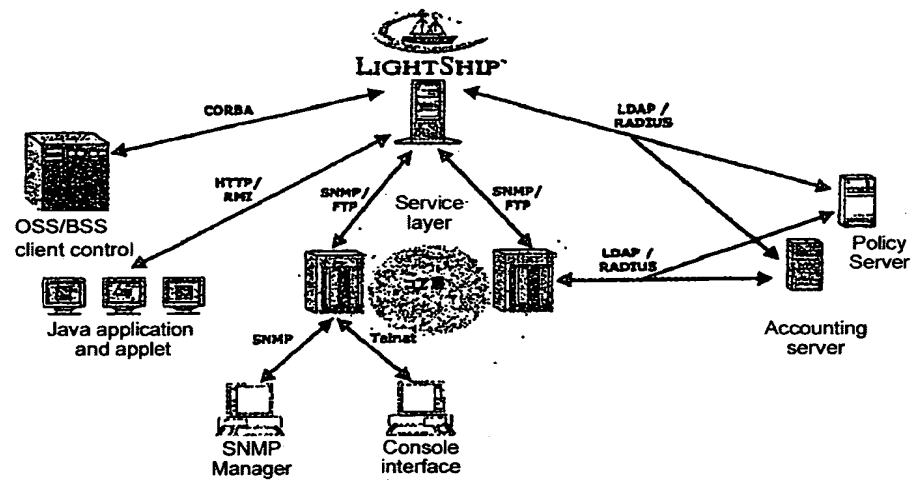 LIGHTSHIP™
CORBA
LDAP /
RADIUS
HTTP/
RMI
SNMP/
FTP
Service
layer
SNMP/
FTP
OSS/BSS
client control
LDAP /
RADIUS
Policy
Server
Java application
and applet
Accounting
server
SNMP
Telnet
SNMP
Manager
Console
interface